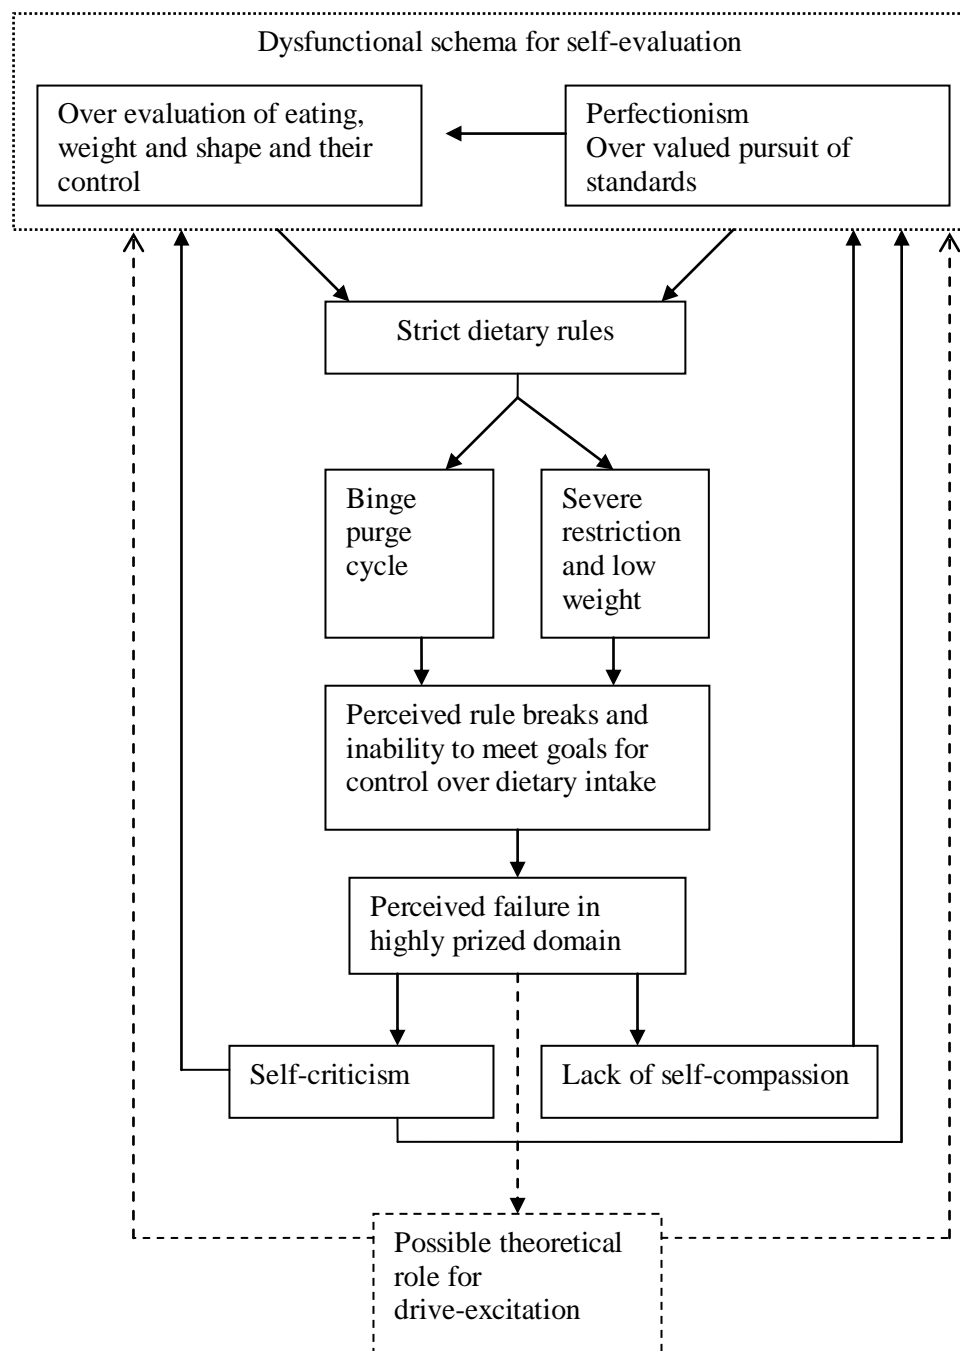 Dysfunctional schema for self-evaluation
Over evaluation of eating,
weight and shape and their
control
Perfectionism
Over valued pursuit of
standards
Strict dietary rules
Binge
purge
cycle
Severe
restriction
and low
weight
Perceived rule breaks and
inability to meet goals for
control over dietary intake
Perceived failure in
highly prized domain
Self-criticism
Lack of self-compassion
Possible theoretical
role for
drive-excitation